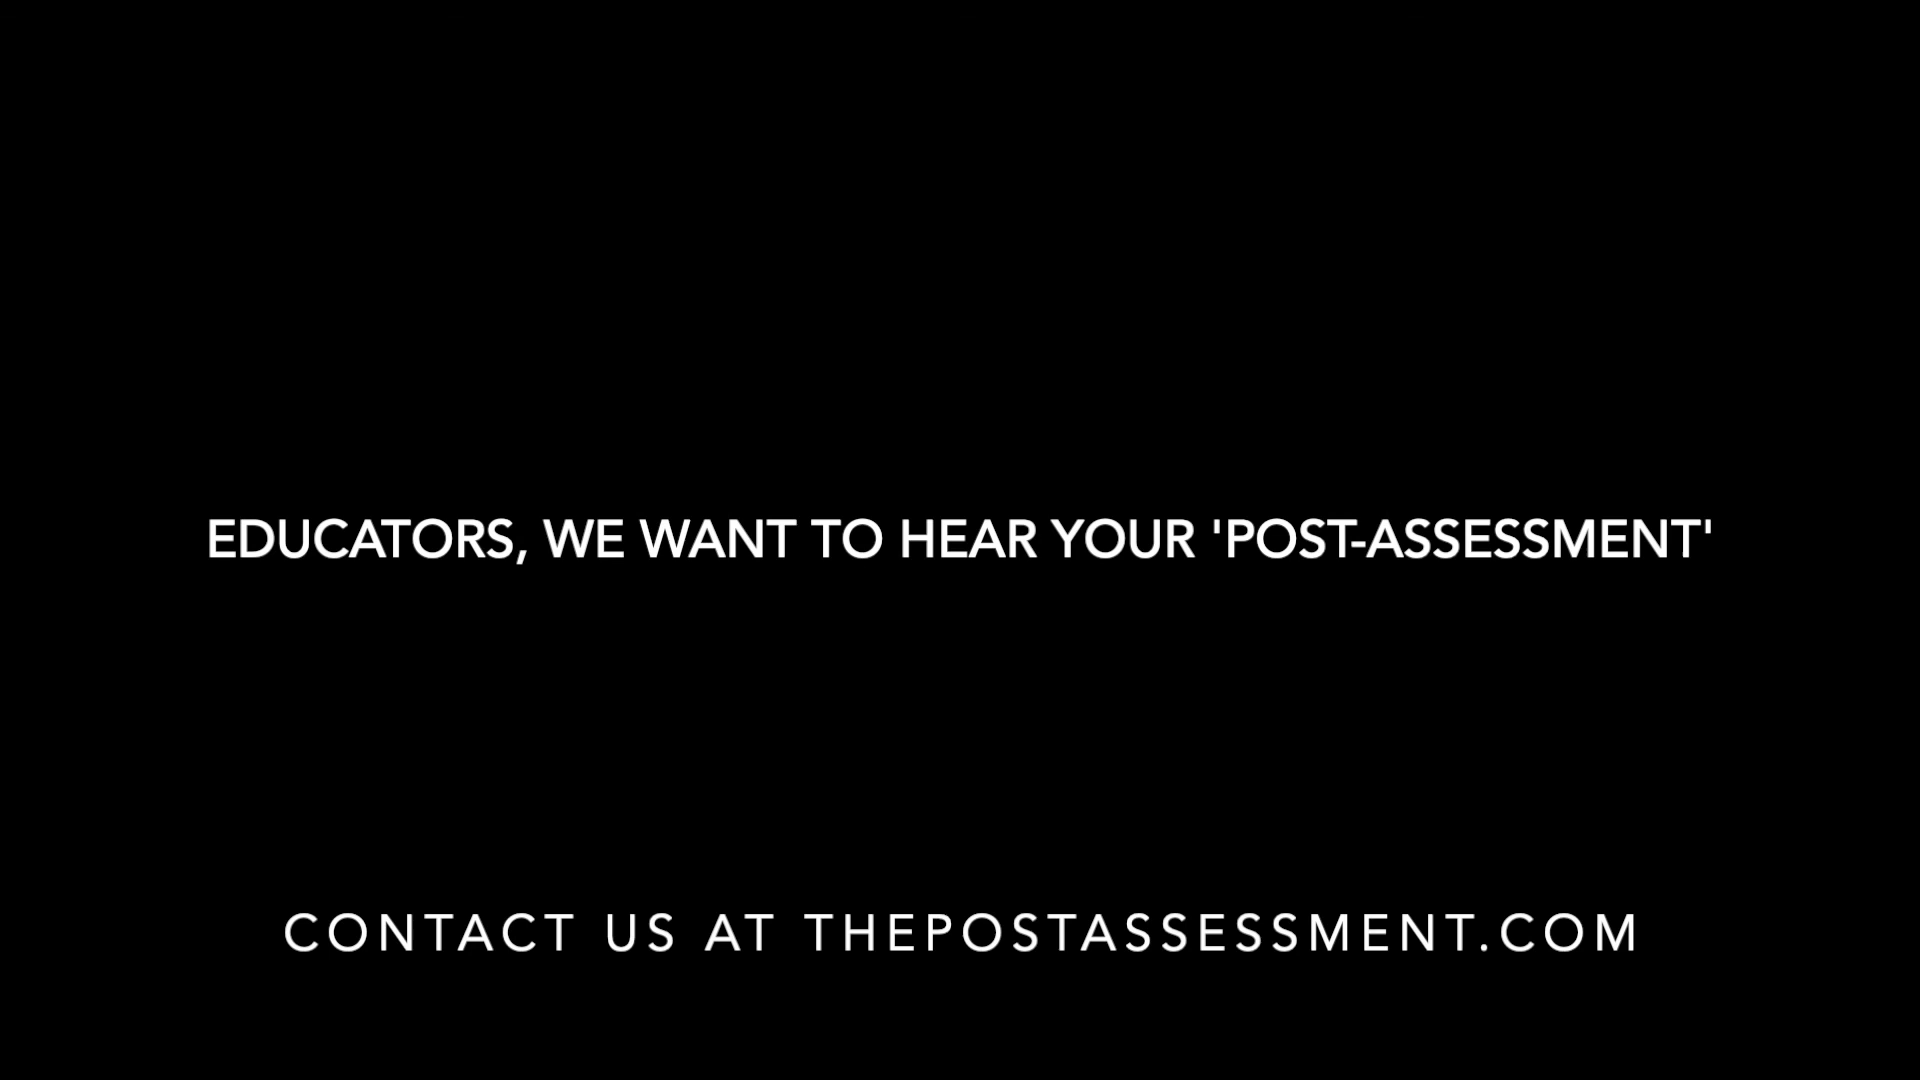 EDUCATORS, WE WANT TO HEAR YOUR 'POST-ASSESSMENT'
CONTACT US AT THEPOSTASSESSMENT.COM